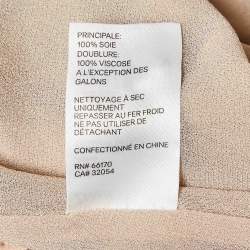 PRINCIPALE:
100% SOIE
DOUBLURE:
100% VISCOSE
A L'EXCEPTION DES
GALONS
NETTOYAGE À SEC
UNIQUEMENT
REPASSER AU FER FROID
NE PAS UTILISER DE
DÉTACHANT
CONFECTIONNÉ EN CHINE
RN# 66170
CA# 32054